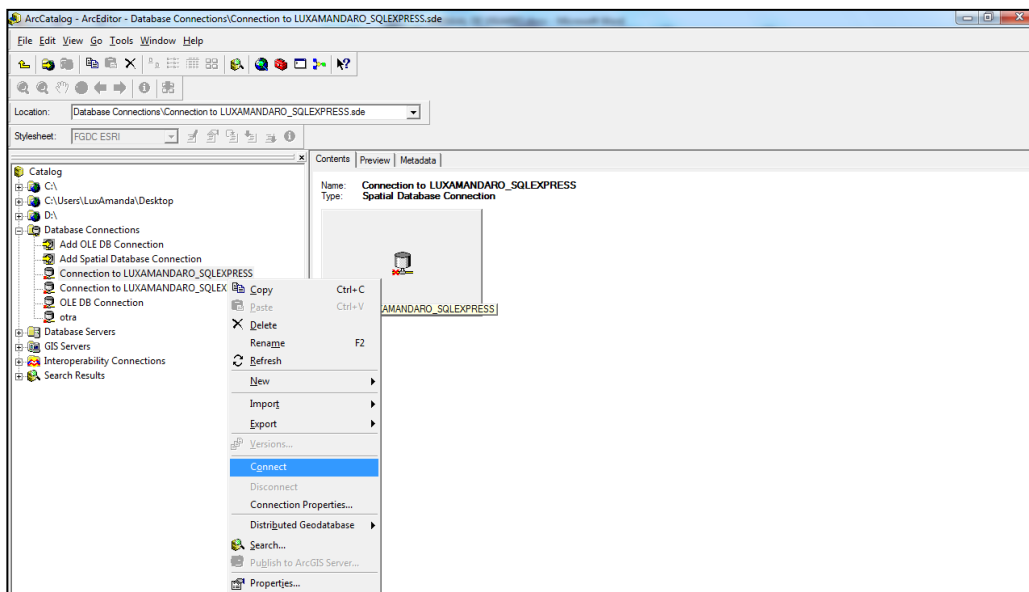 ArcCatalog - ArcEditor - Database Connections\Connection to LUXAMANDARO_SQLEXPRESS.sde
File Edit View Go Tools Window Help
Location: Database Connections\Connection to LUXAMANDARO_SQLEXPRESS.sde
Stylesheet: FGDC ESRI
Contents Preview Metadata
Catalog
C:\
C:\Users\LuxAmanda\Desktop
D:\
Database Connections
Add OLE DB Connection
Add Spatial Database Connection
Connection to LUXAMANDARO_SQLEXPRESS
Connection to LUXAMANDARO_SQLEX
OLE DB Connection
otra
Database Servers
GIS Servers
Interoperability Connections
Search Results
Name: Connection to LUXAMANDARO_SQLEXPRESS
Type: Spatial Database Connection
XAMANDARO_SQLEXPRESS
Copy Ctrl+C
Paste Ctrl+V
Delete
Rename F2
Refresh
New
Import
Export
Versions...
Connect
Disconnect
Connection Properties...
Distributed Geodatabase
Search...
Publish to ArcGIS Server...
Properties...